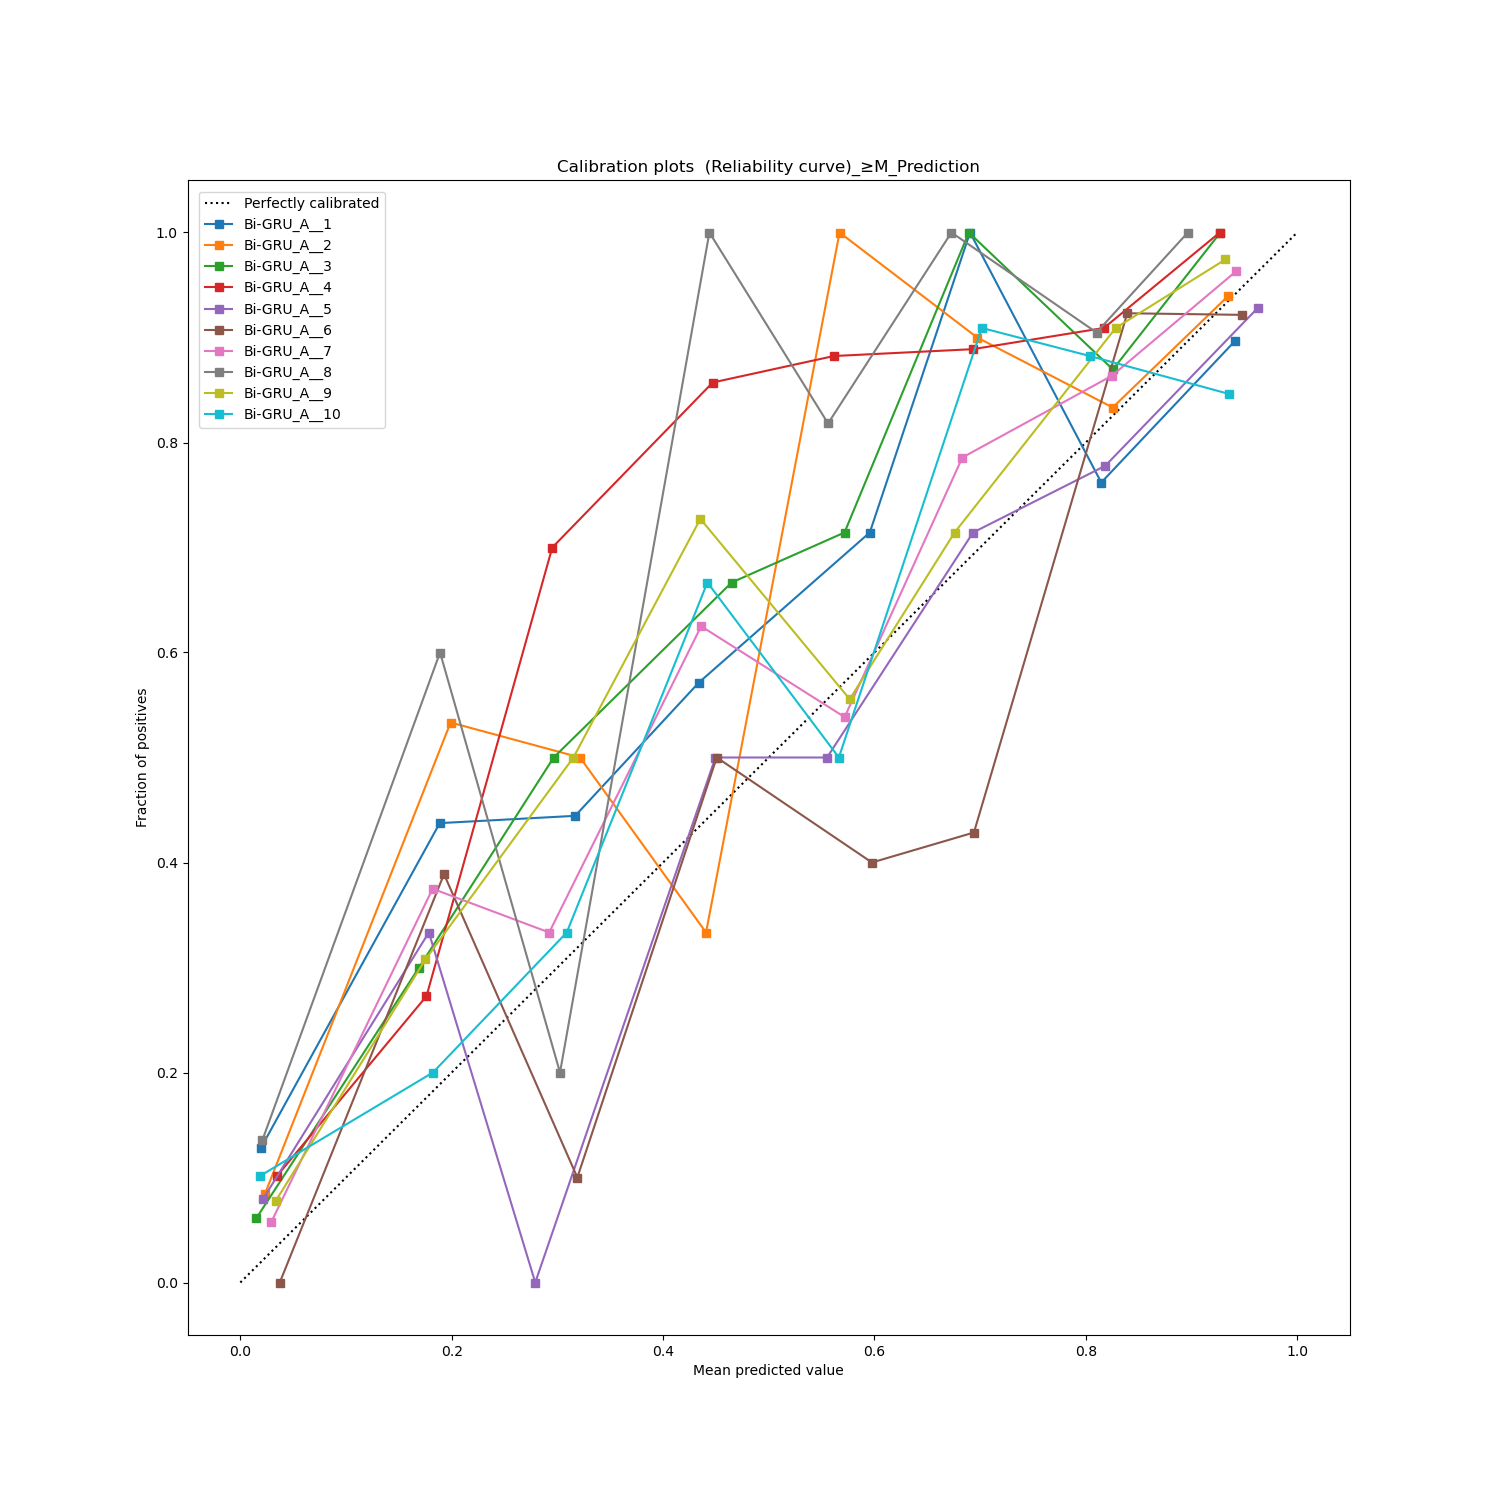 Calibration plots  (Reliability curve)_≥M_Prediction
Perfectly calibrated
Bi-GRU_A__1
Bi-GRU_A__2
Bi-GRU_A__3
Bi-GRU_A__4
Bi-GRU_A__5
Bi-GRU_A__6
Bi-GRU_A__7
Bi-GRU_A__8
Bi-GRU_A__9
Bi-GRU_A__10
1.0
0.8
0.6
0.4
0.2
0.0
Fraction of positives
0.0 0.2 0.4 0.6 0.8 1.0
Mean predicted value